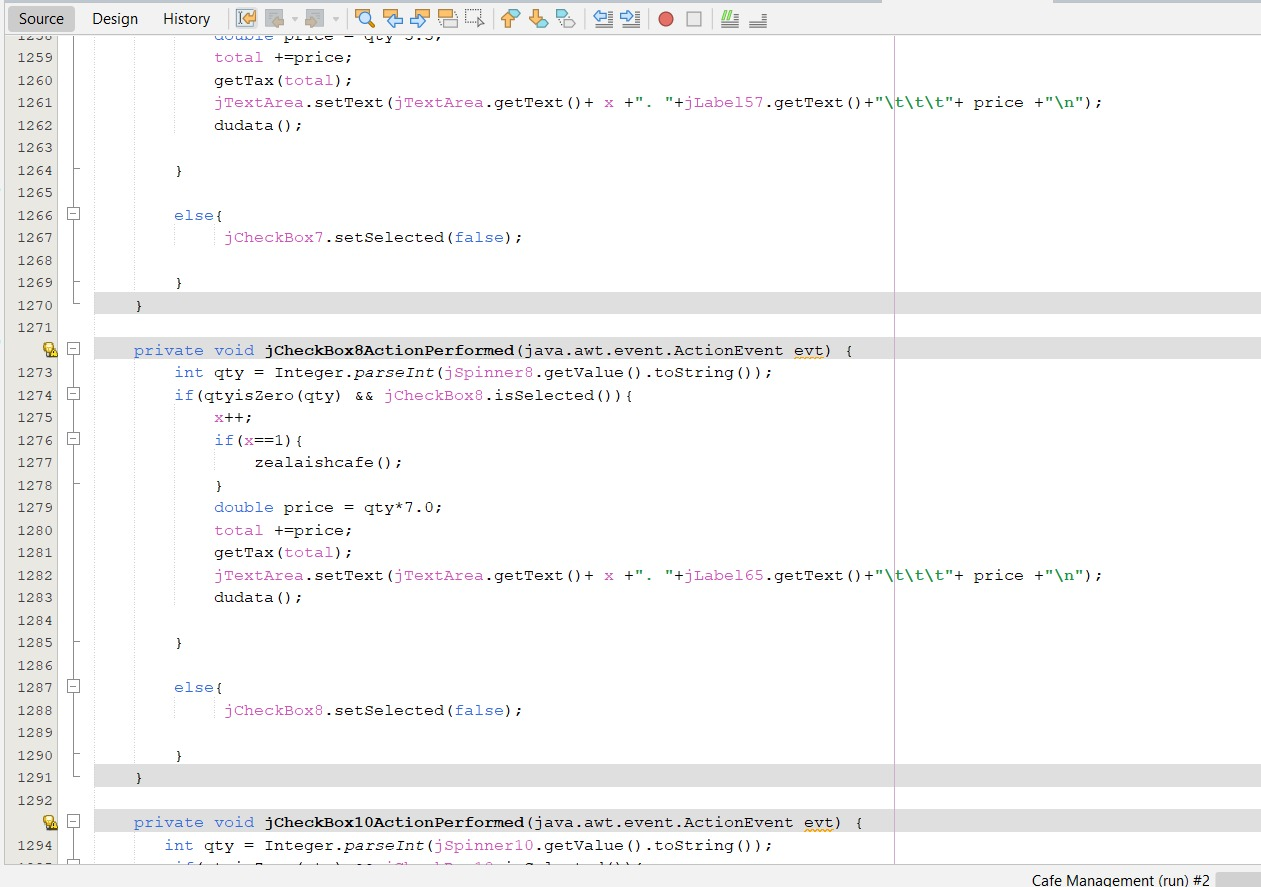 Source Design History
double price = qty*5.5;
1259 total +=price;
1260 getTax(total);
1261 jTextArea.setText(jTextArea.getText()+ x +". "+jLabel57.getText()+"\t\t\t"+ price +"\n");
1262 dudata();
1263
1264 }
1265
1266 else{
1267 jCheckBox7.setSelected(false);
1268
1269 }
1270 }
1271
private void jCheckBox8ActionPerformed(java.awt.event.ActionEvent evt) {
1273 int qty = Integer.parseInt(jSpinner8.getValue().toString());
1274 if(qtyisZero(qty) && jCheckBox8.isSelected()){
1275 x++;
1276 if(x==1){
1277 zealaishcafe();
1278 }
1279 double price = qty*7.0;
1280 total +=price;
1281 getTax(total);
1282 jTextArea.setText(jTextArea.getText()+ x +". "+jLabel65.getText()+"\t\t\t"+ price +"\n");
1283 dudata();
1284
1285 }
1286
1287 else{
1288 jCheckBox8.setSelected(false);
1289
1290 }
1291 }
1292
private void jCheckBox10ActionPerformed(java.awt.event.ActionEvent evt) {
1294 int qty = Integer.parseInt(jSpinner10.getValue().toString());
Cafe Management (run) #2